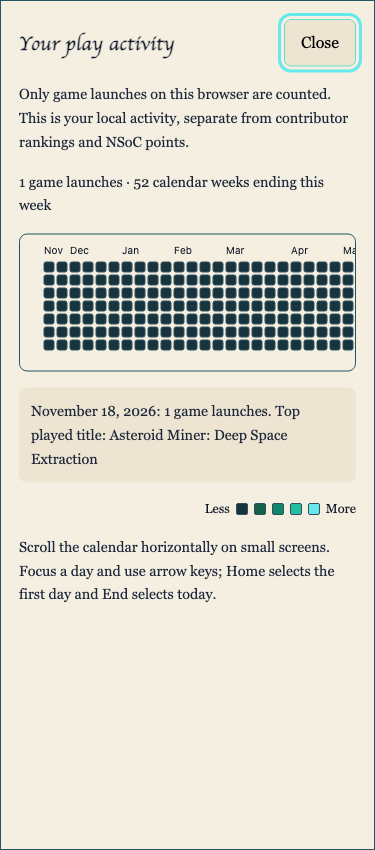 Your play activity
Close
Only game launches on this browser are counted.
This is your local activity, separate from contributor
rankings and NSoC points.
1 game launches · 52 calendar weeks ending this
week
Nov Dec Jan Feb Mar Apr Ma
November 18, 2026: 1 game launches. Top
played title: Asteroid Miner: Deep Space
Extraction
Less More
Scroll the calendar horizontally on small screens.
Focus a day and use arrow keys; Home selects the
first day and End selects today.